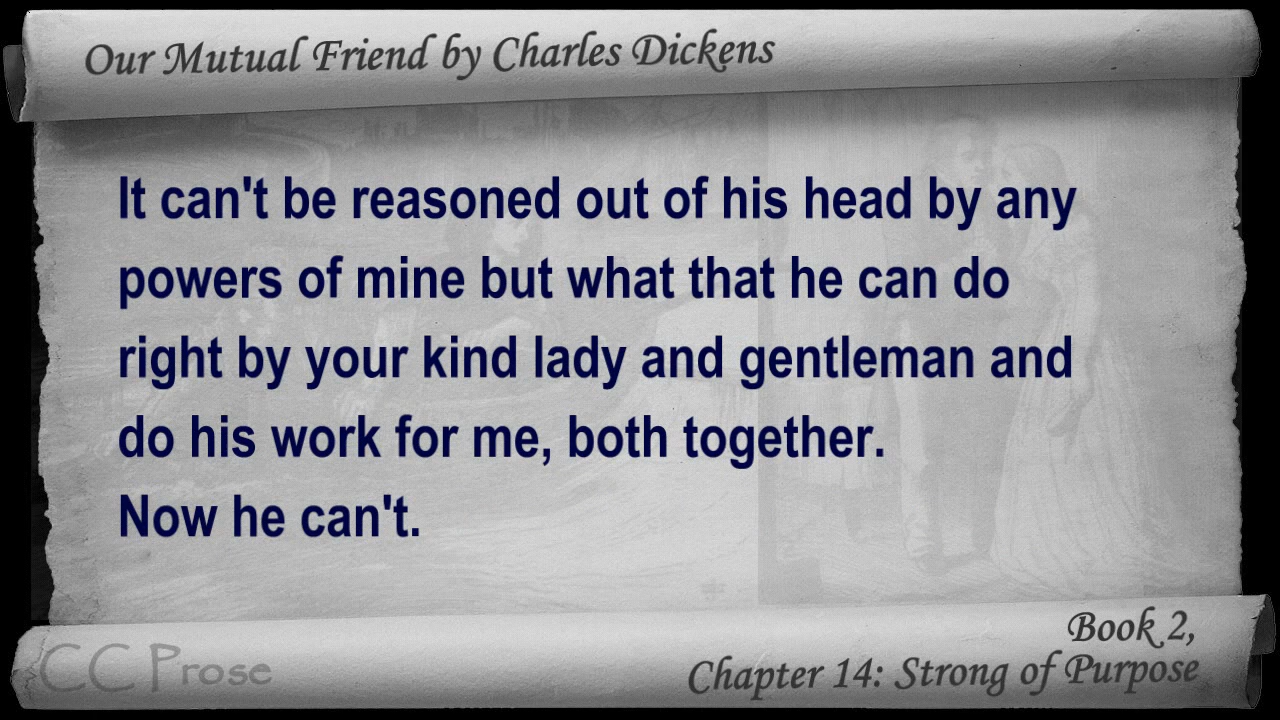 Our Mutual Friend by Charles Dickens
It can't be reasoned out of his head by any
powers of mine but what that he can do
right by your kind lady and gentleman and
do his work for me, both together.
Now he can't.
Book 2,
Chapter 14: Strong of Purpose
CC Prose